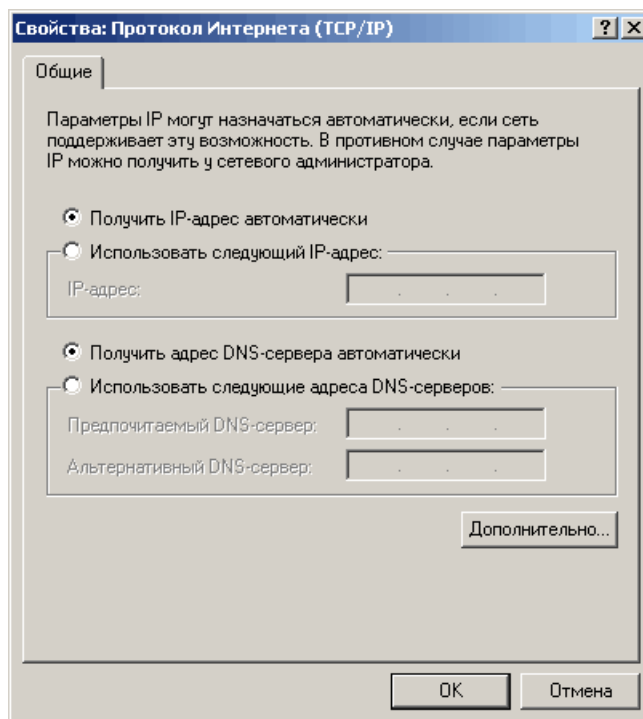 Свойства: Протокол Интернета (TCP/IP)
Общие
Параметры IP могут назначаться автоматически, если сеть
поддерживает эту возможность. В противном случае параметры
IP можно получить у сетевого администратора.
Получить IP-адрес автоматически
Использовать следующий IP-адрес:
IP-адрес:
Получить адрес DNS-сервера автоматически
Использовать следующие адреса DNS-серверов:
Предпочитаемый DNS-сервер:
Альтернативный DNS-сервер:
Дополнительно...
OK
Отмена